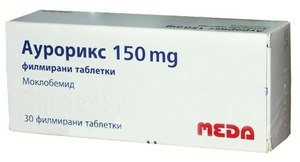 Аурорикс 150 mg
филмирани таблетки
Моклобемид
30 филмирани таблетки
MEDA